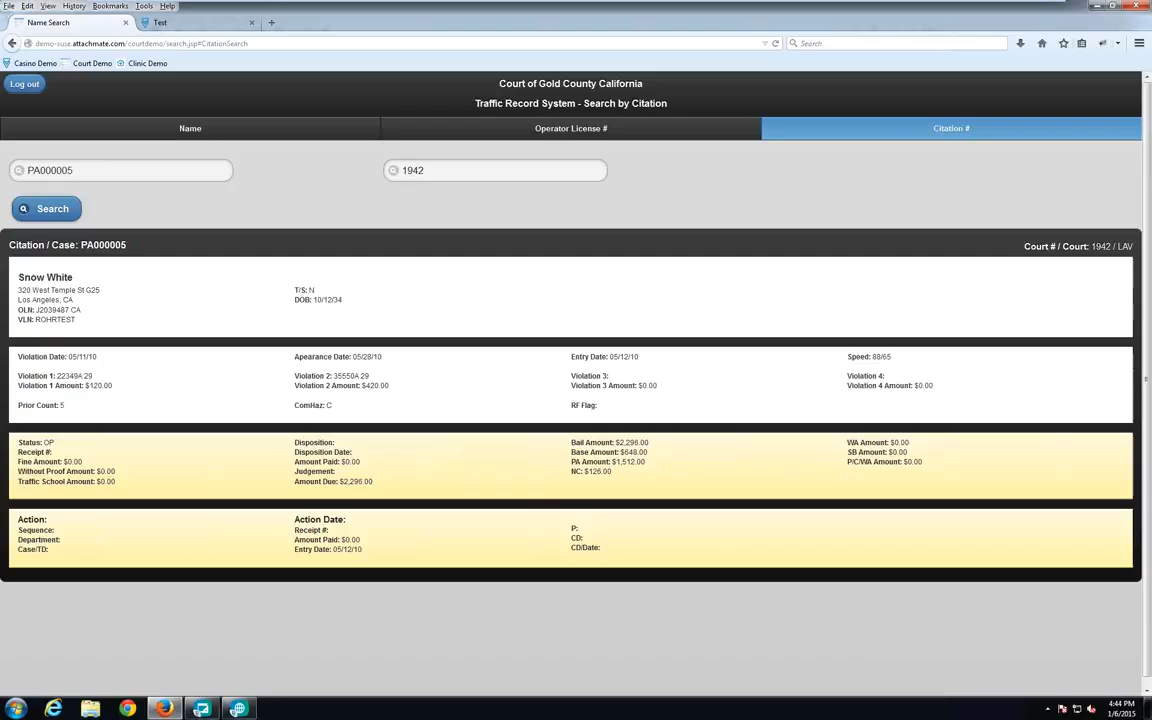 File Edit View History Bookmarks Tools Help
Name Search × Test × +
demo-suse.attachmate.com/courtdemo/search.jsp#CitationSearch Search
Casino Demo Court Demo Clinic Demo
Log out
Court of Gold County California
Traffic Record System - Search by Citation
Name Operator License # Citation #
PA000005 1942
Search
Citation / Case: PA000005 Court # / Court: 1942 / LAV
Snow White
320 West Temple St G25 T/S: N
Los Angeles, CA DOB: 10/12/34
OLN: J2039487 CA
VLN: ROHRTEST
Violation Date: 05/11/10 Apearance Date: 05/28/10 Entry Date: 05/12/10 Speed: 88/65
Violation 1: 22349A 29 Violation 2: 35550A 29 Violation 3: Violation 4:
Violation 1 Amount: $120.00 Violation 2 Amount: $420.00 Violation 3 Amount: $0.00 Violation 4 Amount: $0.00
Prior Count: 5 ComHaz: C RF Flag:
Status: OP Disposition: Bail Amount: $2,296.00 WA Amount: $0.00
Receipt #: Disposition Date: Base Amount: $648.00 SB Amount: $0.00
Fine Amount: $0.00 Amount Paid: $0.00 PA Amount: $1,512.00 P/C/WA Amount: $0.00
Without Proof Amount: $0.00 Judgement: NC: $126.00
Traffic School Amount: $0.00 Amount Due: $2,296.00
Action: Action Date:
Sequence: Receipt #: P:
Department: Amount Paid: $0.00 CD:
Case/TD: Entry Date: 05/12/10 CD/Date:
4:44 PM
1/6/2015